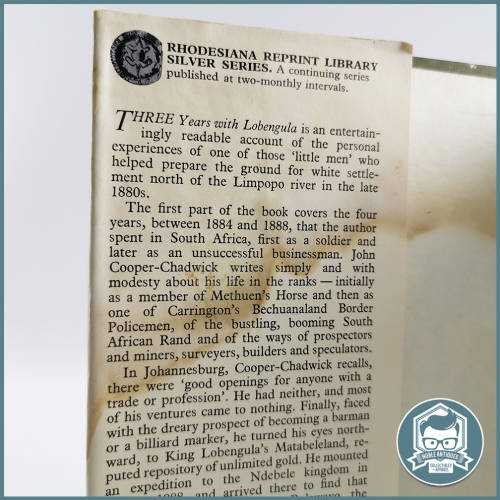 RHODESIANA REPRINT LIBRARY
SILVER SERIES. A continuing series
published at two-monthly intervals.
THREE Years with Lobengula is an entertain-
ingly readable account of the personal
experiences of one of those 'little men' who
helped prepare the ground for white settle-
ment north of the Limpopo river in the late
1880s.
The first part of the book covers the four
years, between 1884 and 1888, that the author
spent in South Africa, first as a soldier and
later as an unsuccessful businessman. John
Cooper-Chadwick writes simply and with
modesty about his life in the ranks — initially
as a member of Methuen's Horse and then as
one of Carrington's Bechuanaland Border
Policemen, of the bustling, booming South
African Rand and of the ways of prospectors
and miners, surveyors, builders and speculators.
In Johannesburg, Cooper-Chadwick recalls,
there were 'good openings for anyone with a
trade or profession'. He had neither, and most
of his ventures came to nothing. Finally, faced
with the dreary prospect of becoming a barman
or a billiard marker, he turned his eyes north-
ward, to King Lobengula's Matabeleland, re-
puted repository of unlimited gold. He mounted
an expedition to the Ndebele kingdom in
1888 and arrived there to find that
NOBLE ANTIQUES
COLLECTABLES